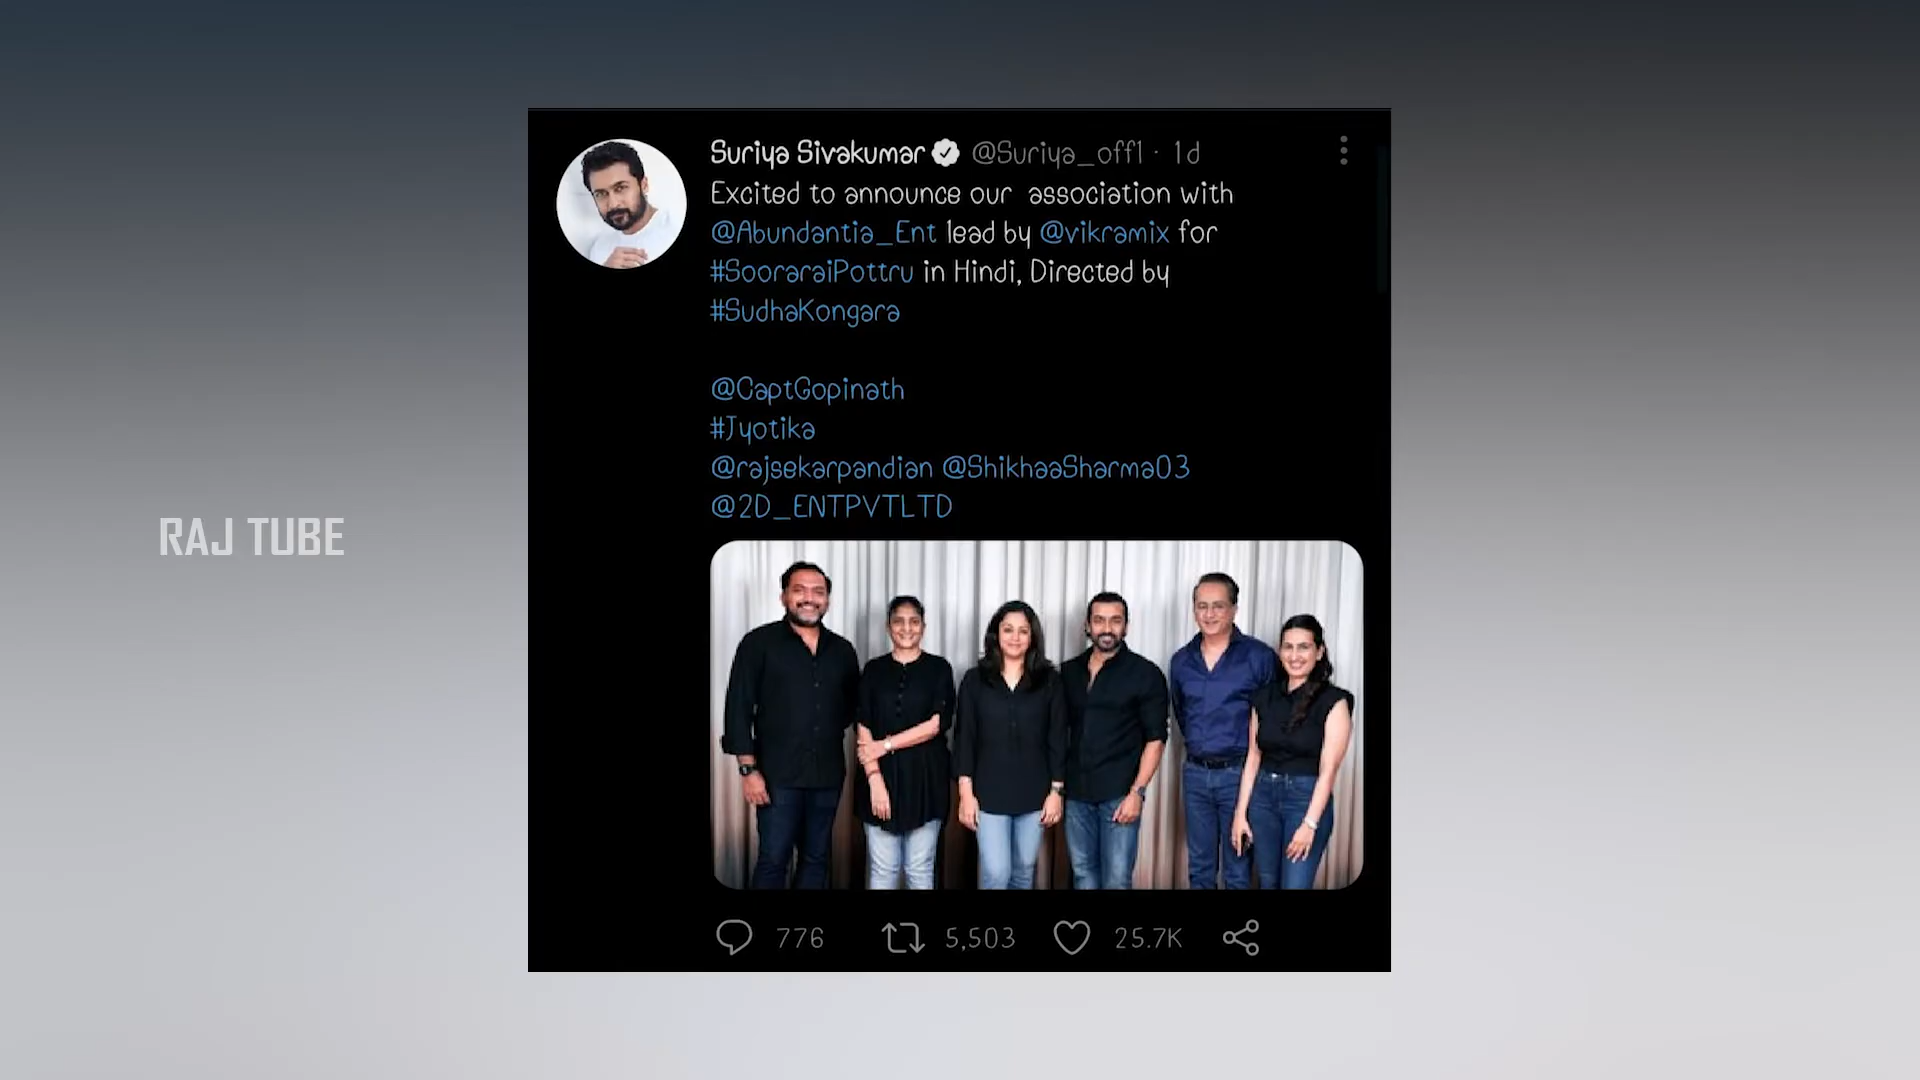 Suriya Sivakumar @Suriya_offl · 1d
Excited to announce our association with
@Abundantia_Ent lead by @vikramix for
#SooraraiPottru in Hindi, Directed by
#SudhaKongara
@CaptGopinath
#Jyotika
@rajsekarpandian @ShikhaaSharma03
@2D_ENTPVTLTD
RAJ TUBE
776 5,503 25.7K